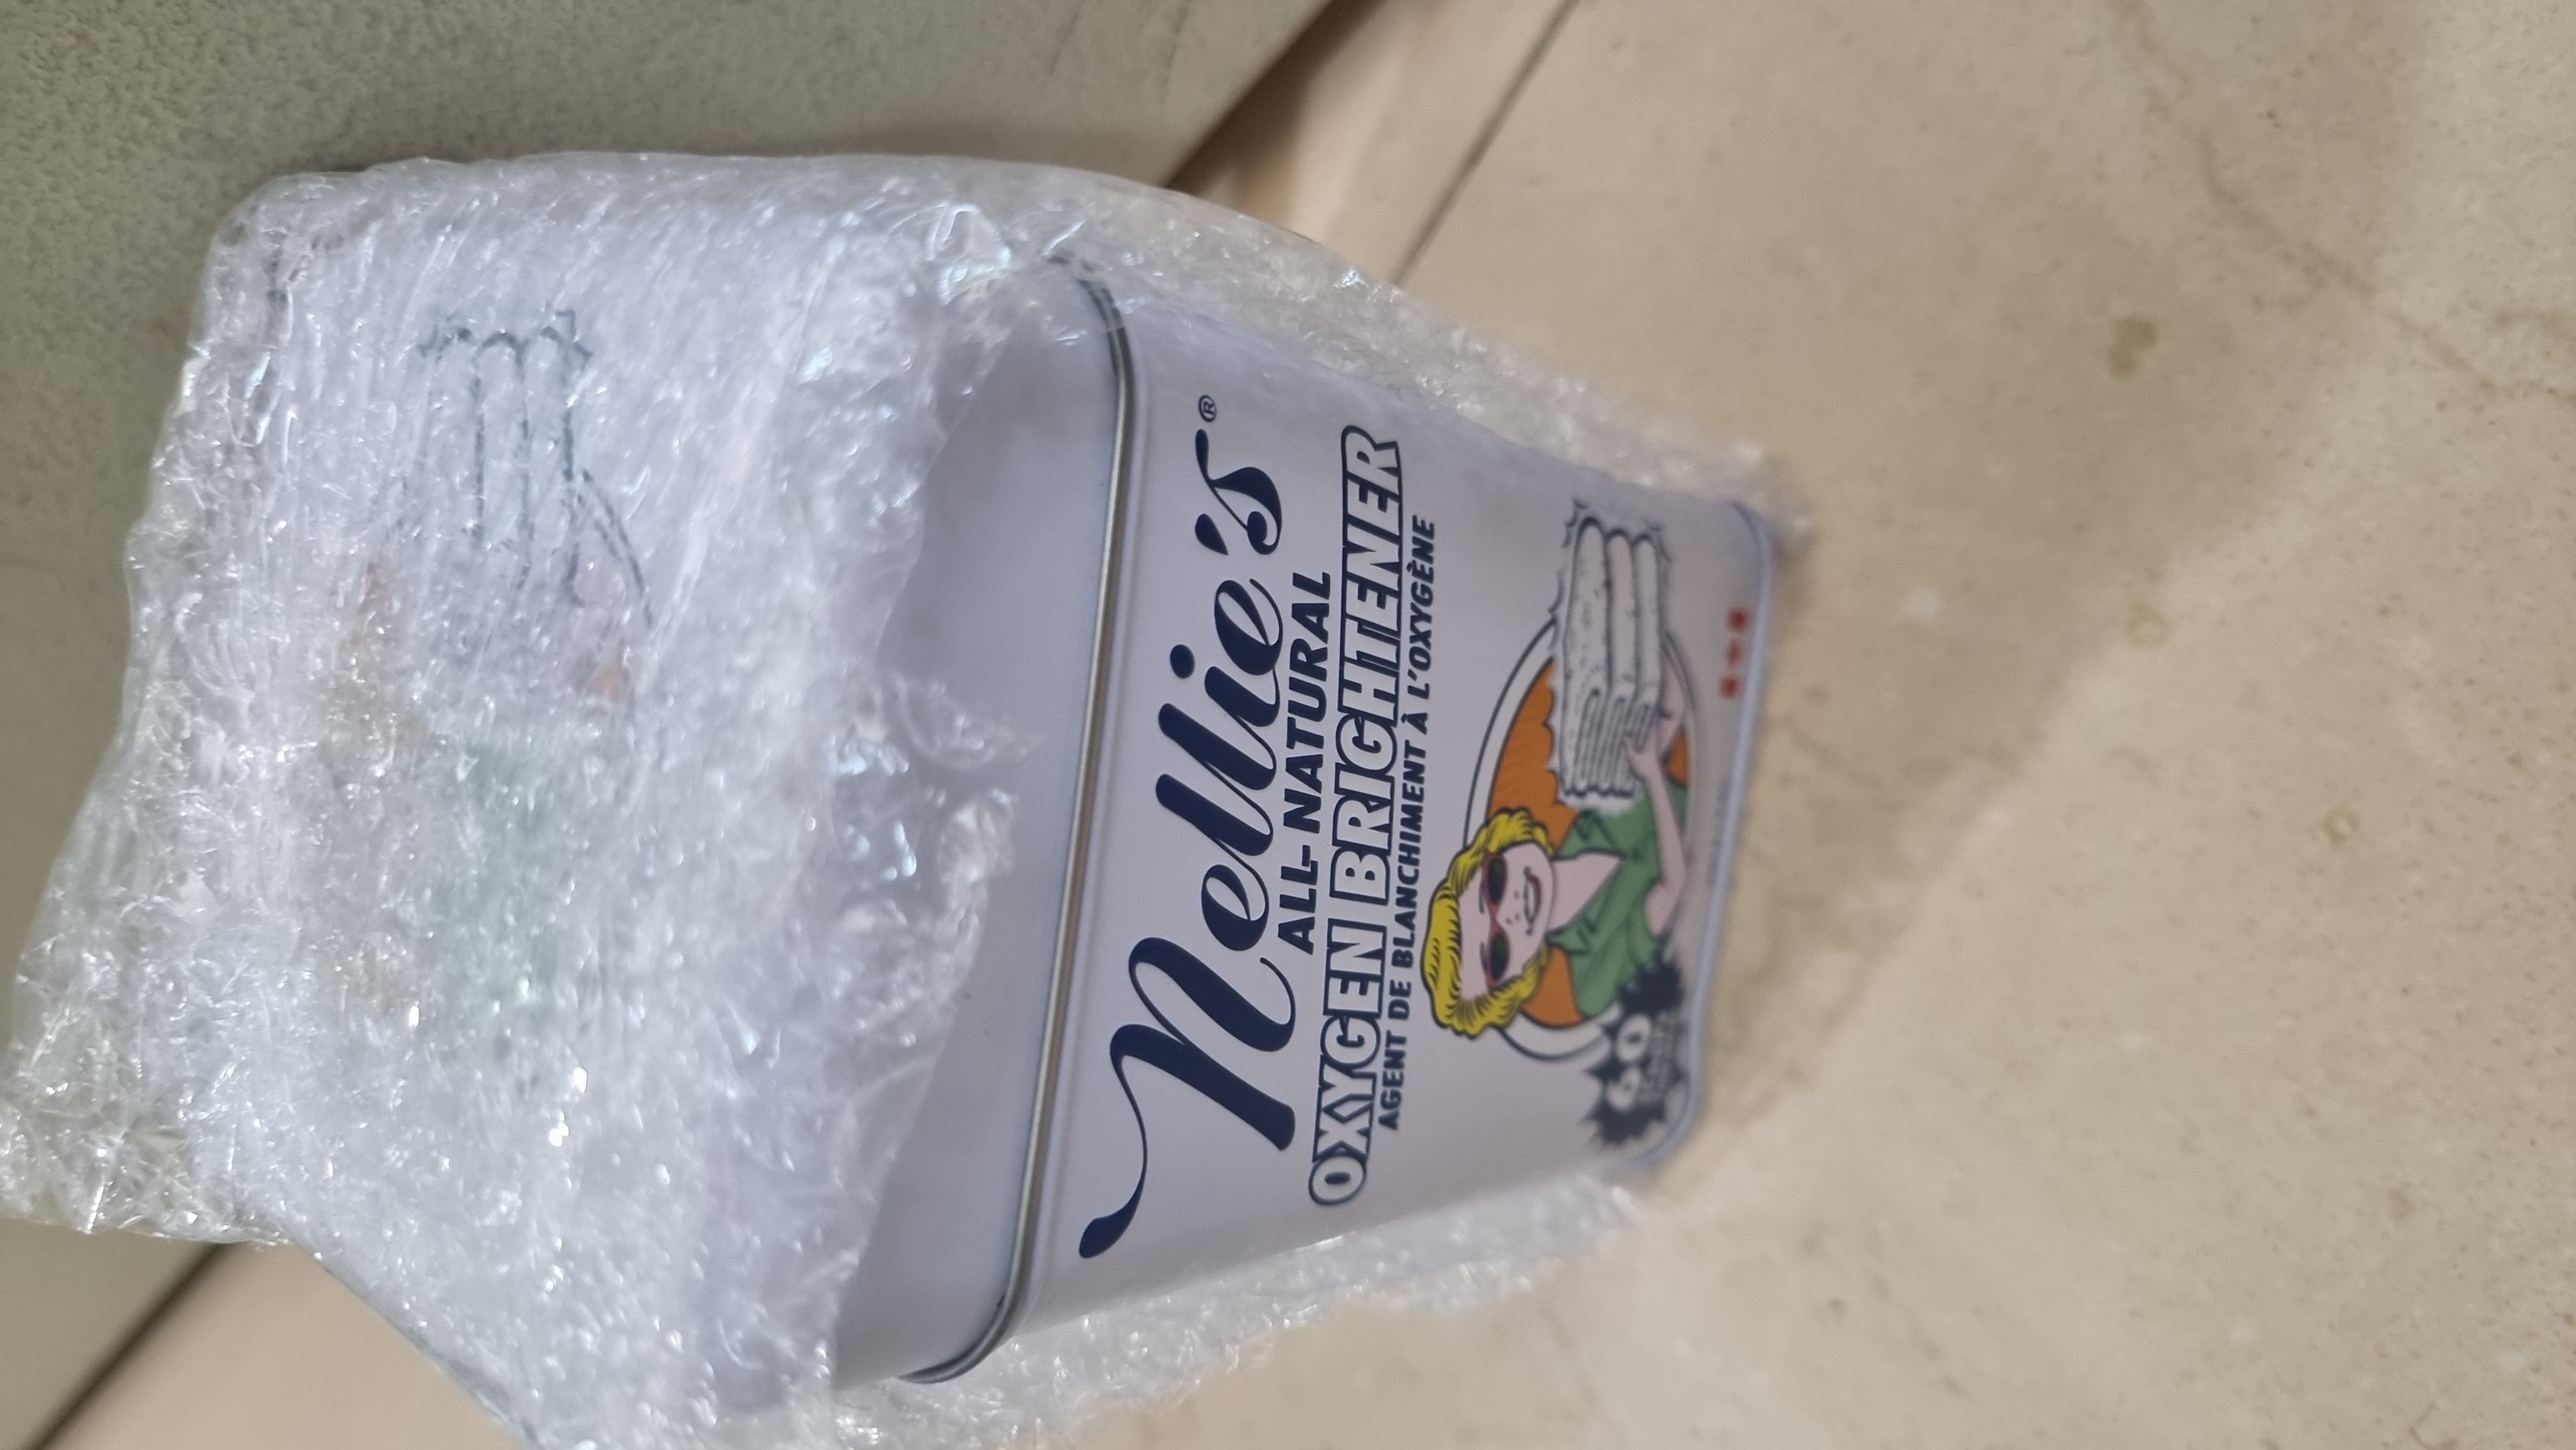 Nellie's®
ALL-NATURAL
OXYGEN BRIGHTENER
AGENT DE BLANCHIMENT À L'OXYGÈNE